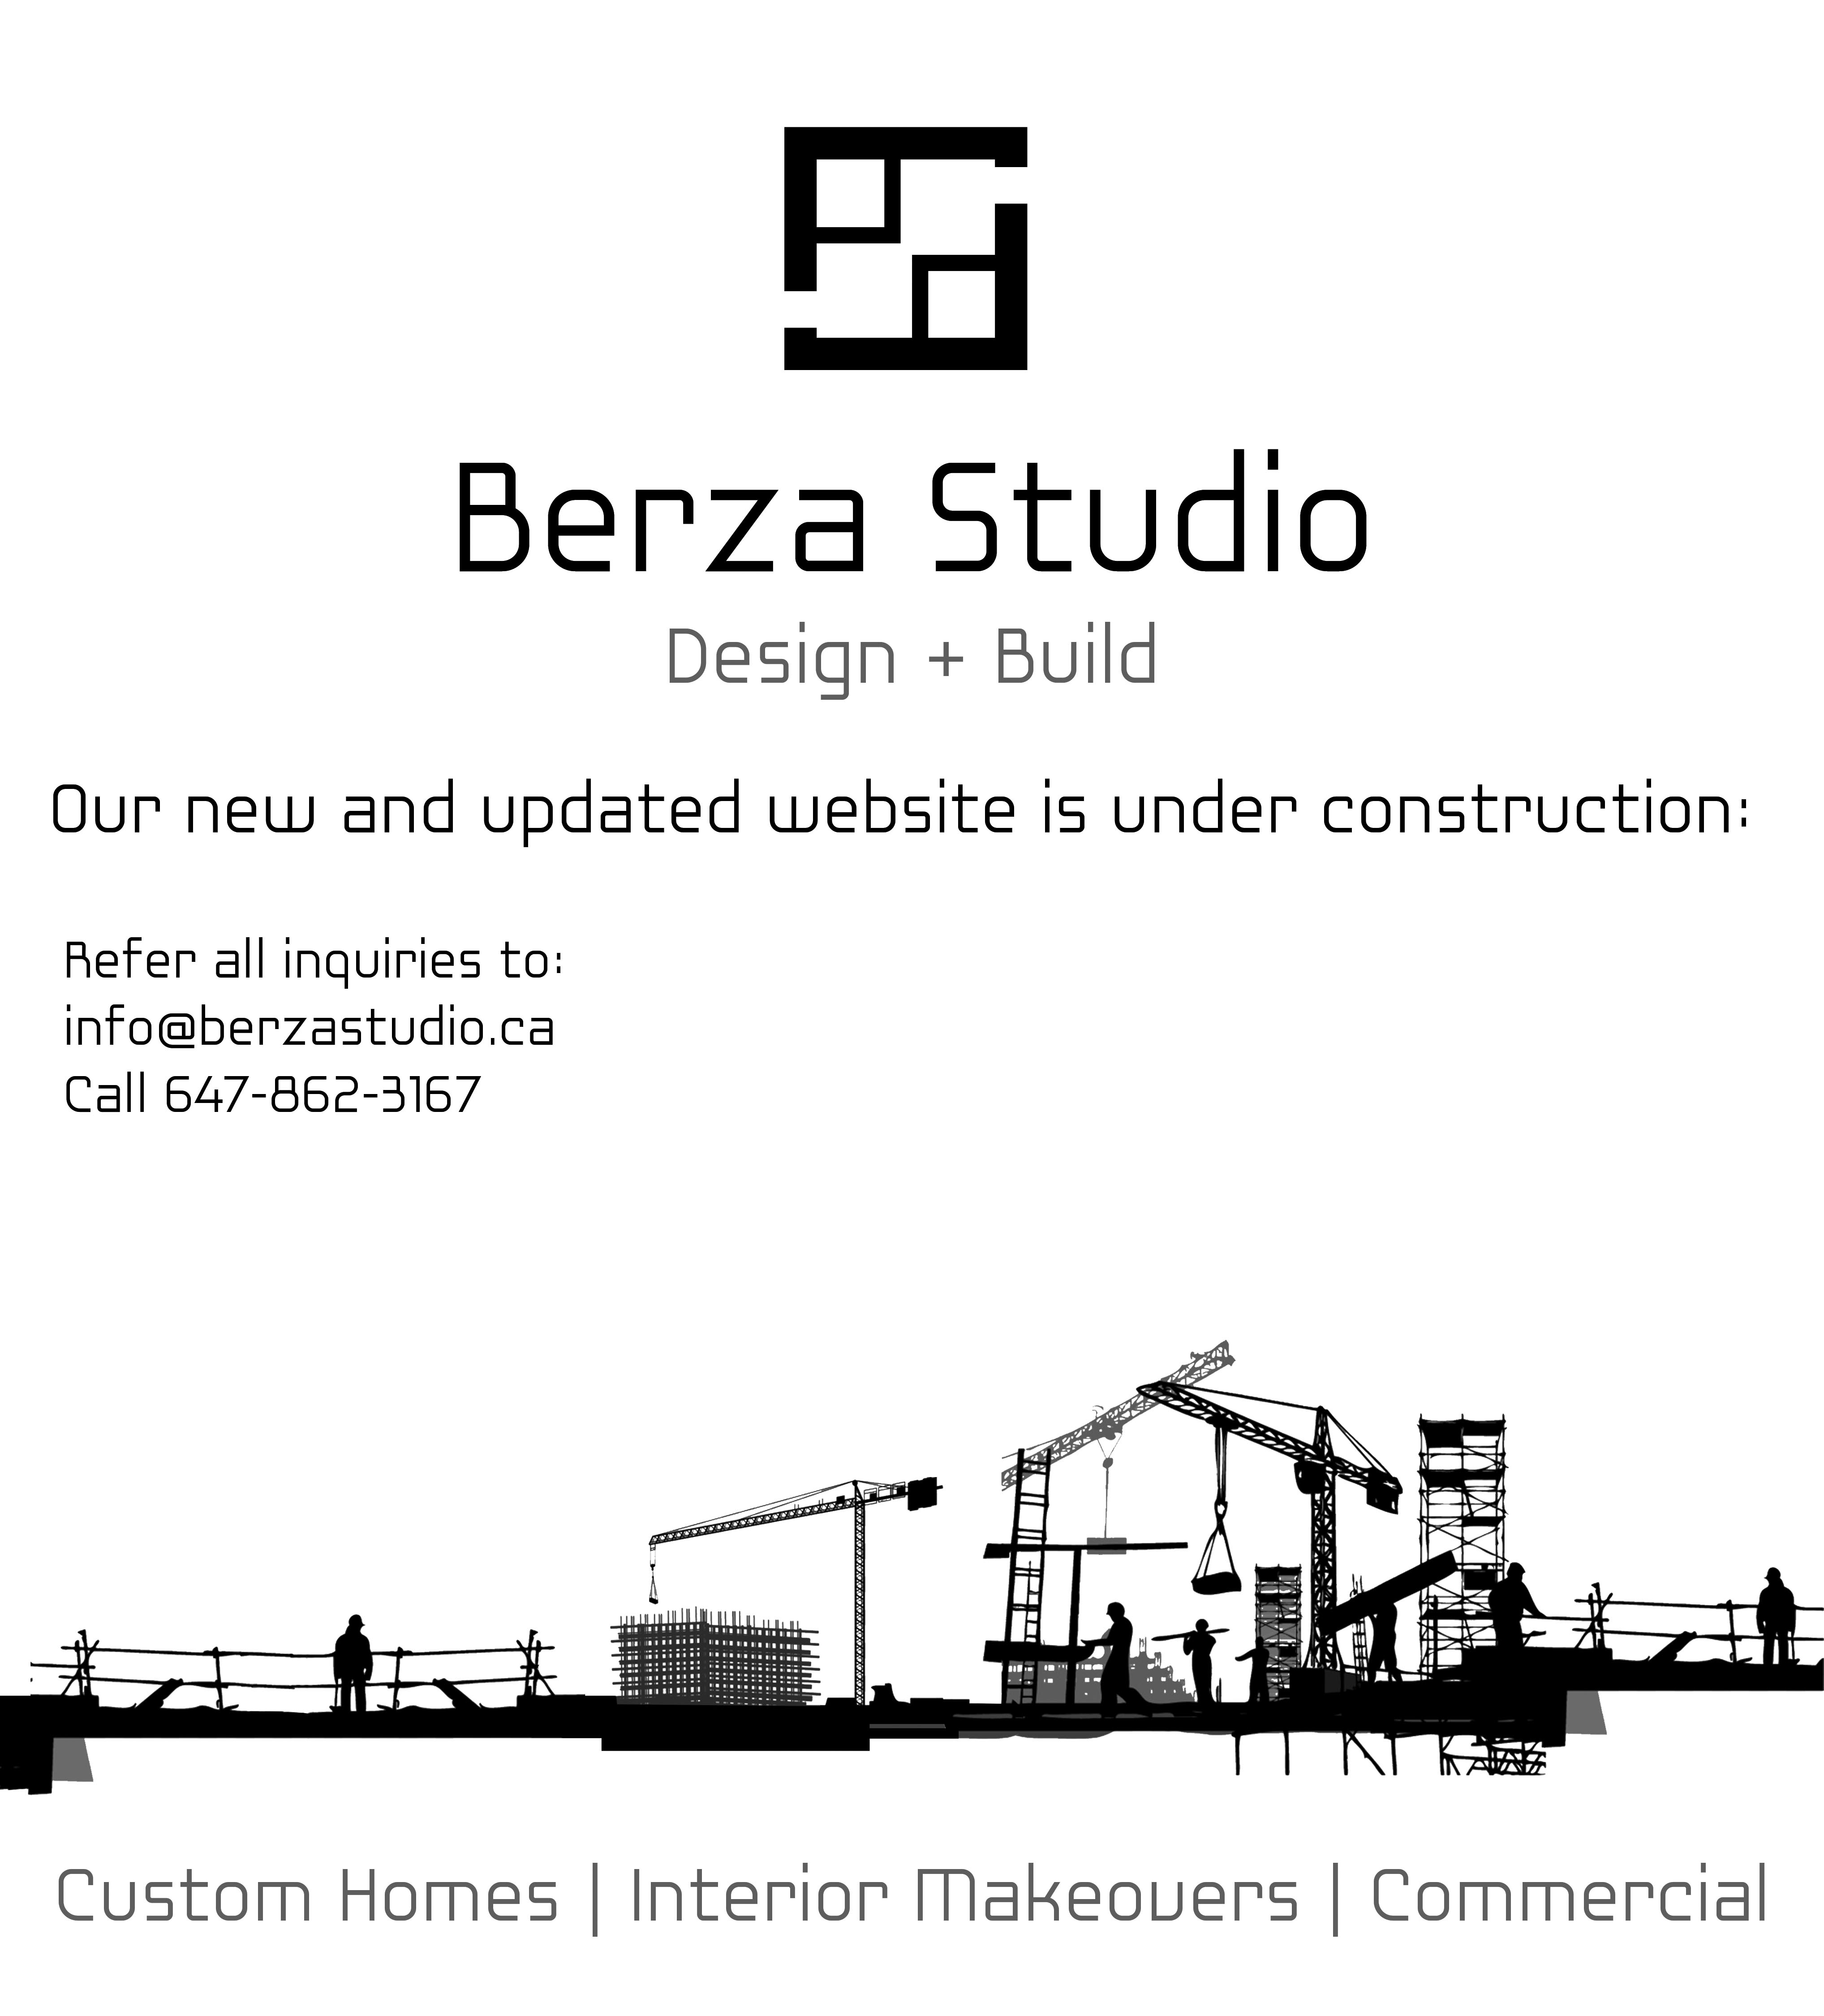 Berza Studio
Design + Build
Our new and updated website is under construction:
Refer all inquiries to:
info@berzastudio.ca
Call 647-862-3167
Custom Homes | Interior Makeovers | Commercial